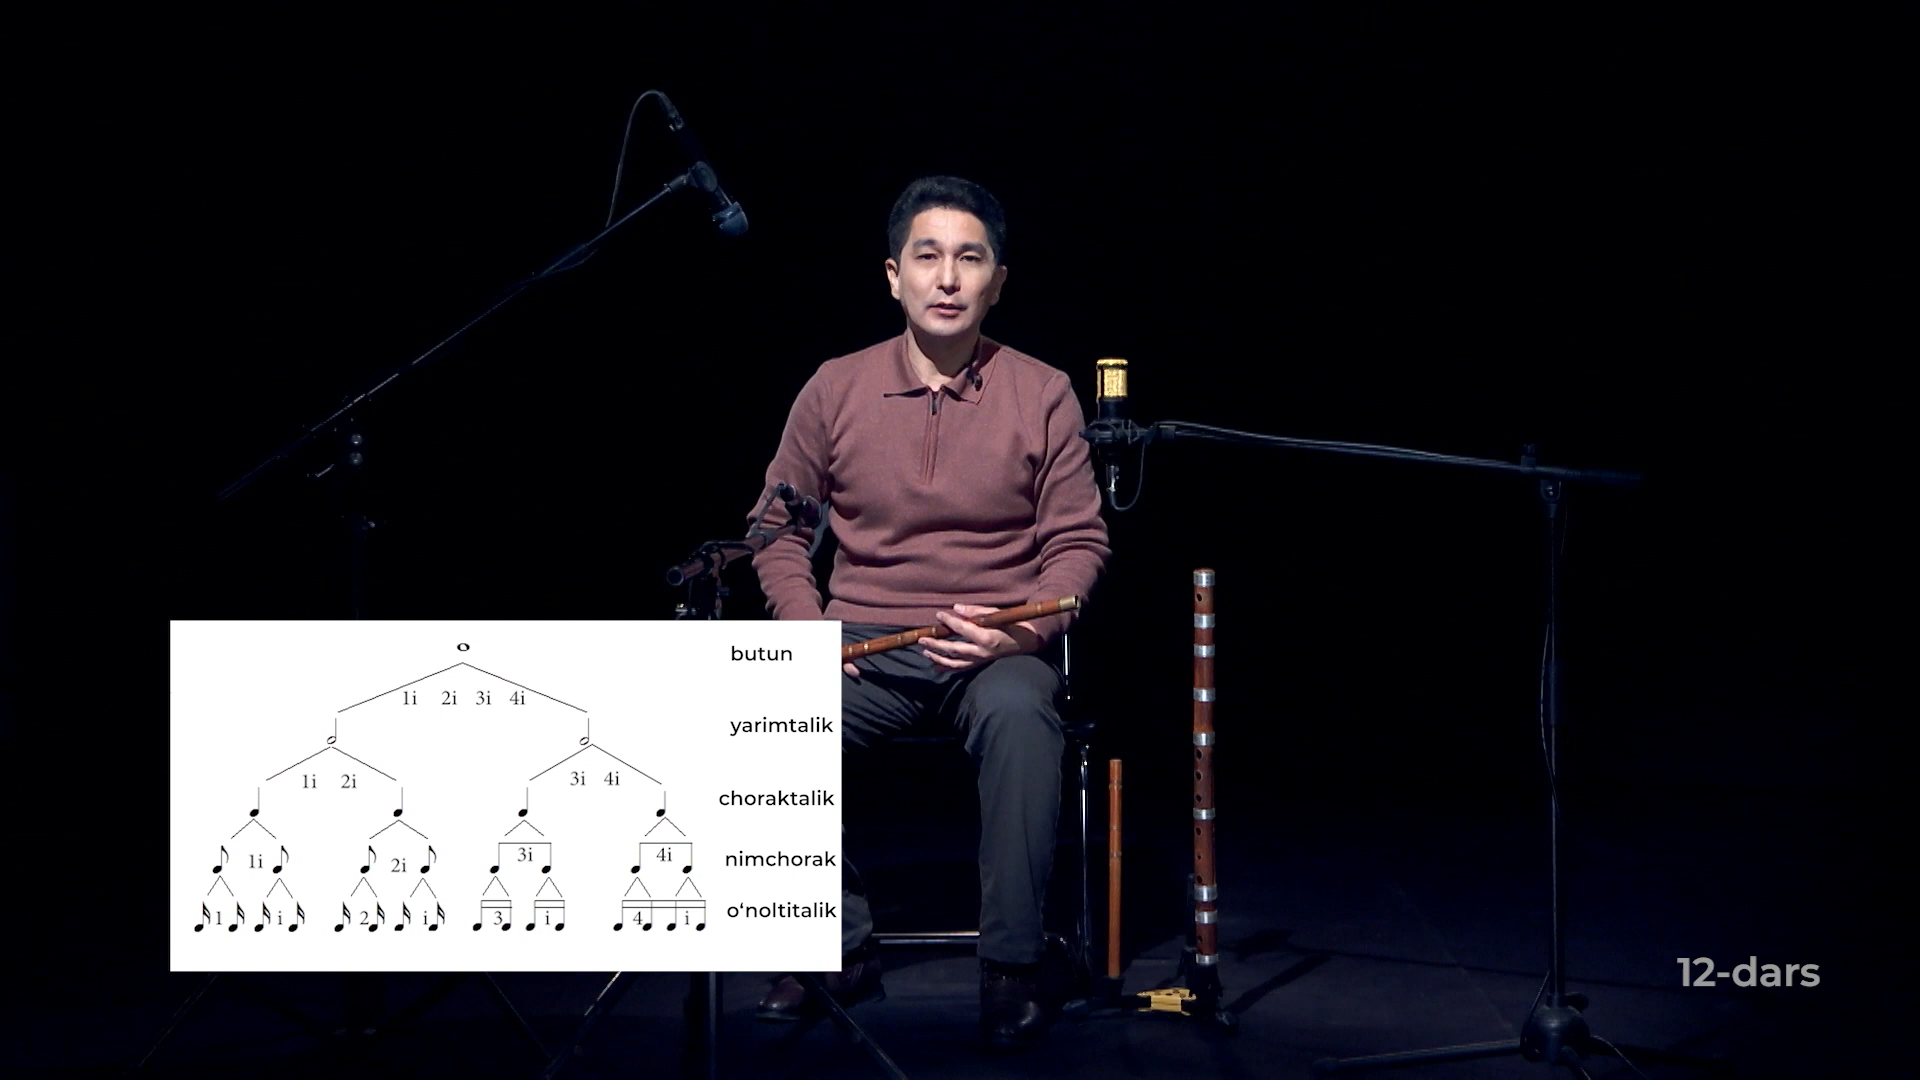 butun
1i 2i 3i 4i
yarimtalik
1i 2i 3i 4i
choraktalik
1i 2i 3i 4i
nimchorak
1 i 2 i 3 i 4 i
o‘noltitalik
12-dars